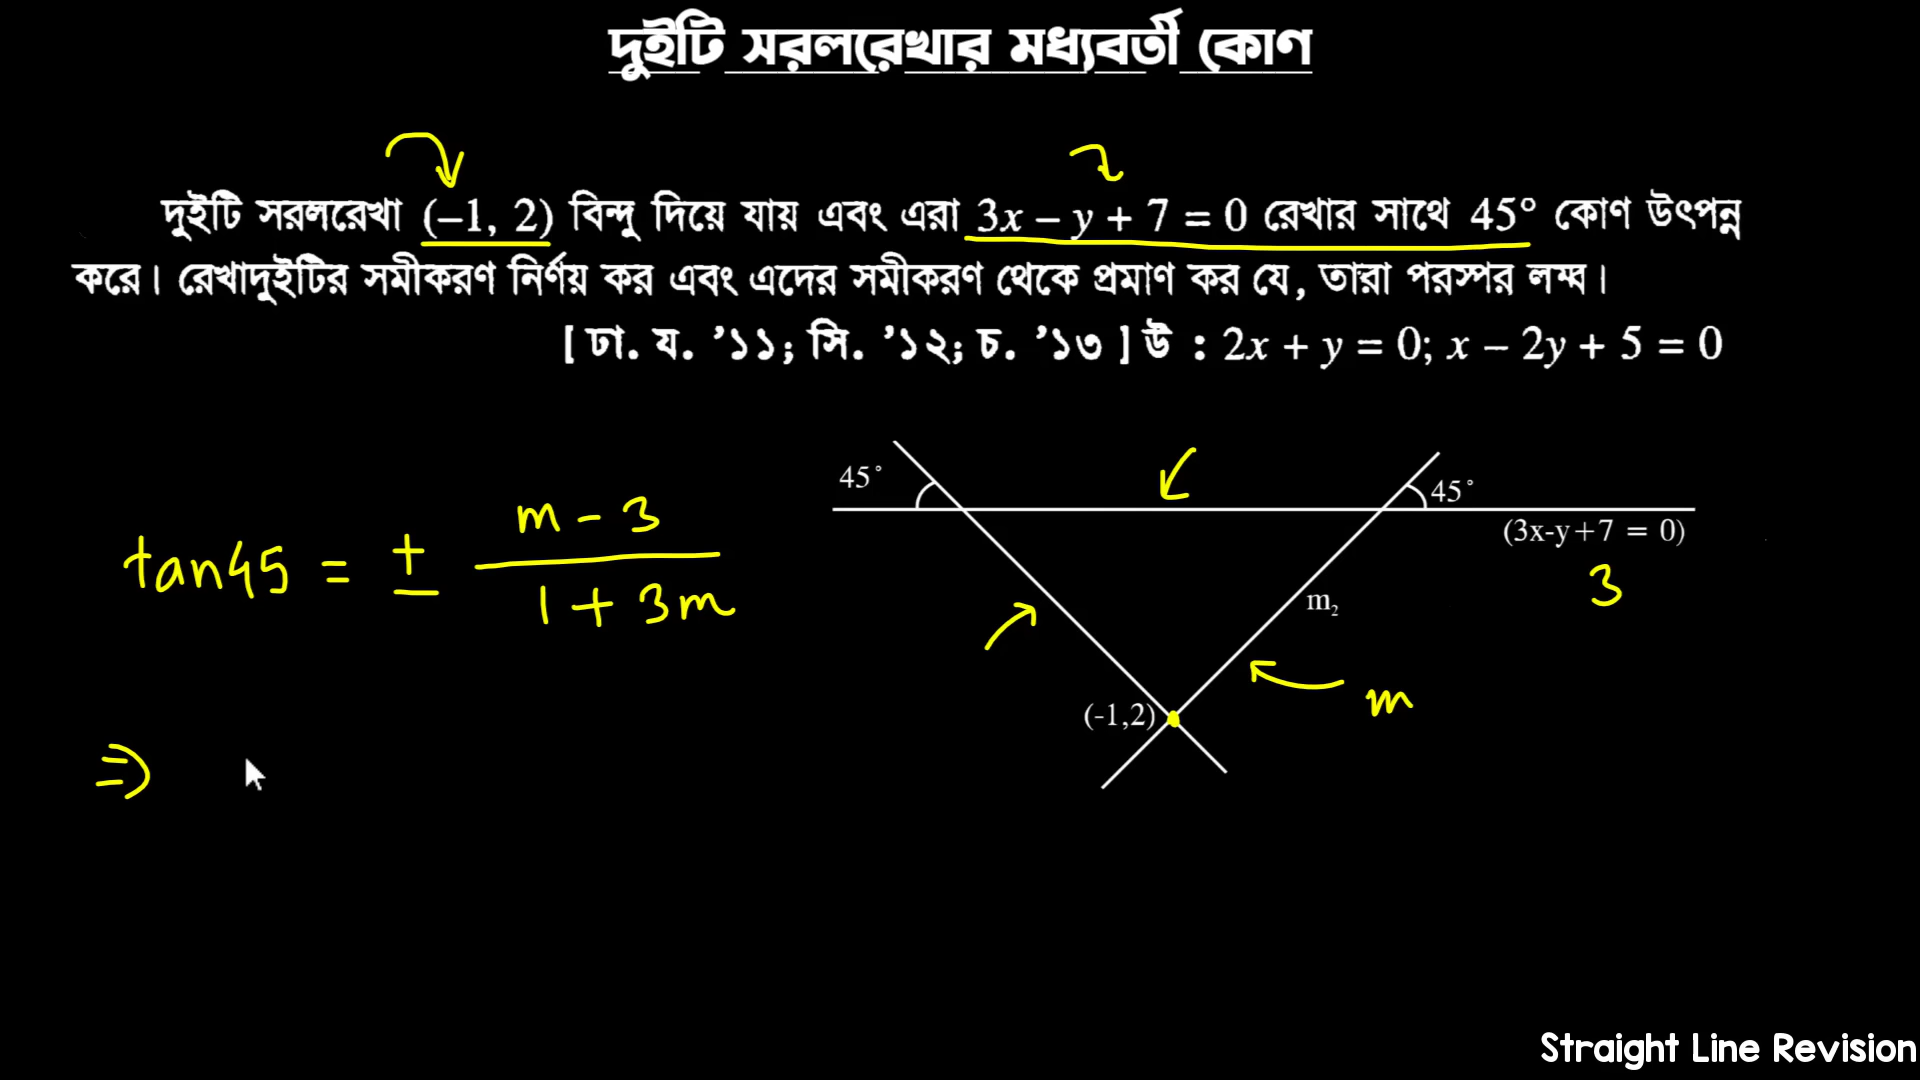 দুইটি সরলরেখার মধ্যবর্তী কোণ
দুইটি সরলরেখা (–1, 2) বিন্দু দিয়ে যায় এবং এরা 3x – y + 7 = 0 রেখার সাথে 45° কোণ উৎপন্ন
করে। রেখাদুইটির সমীকরণ নির্ণয় কর এবং এদের সমীকরণ থেকে প্রমাণ কর যে, তারা পরস্পর লম্ব।
[ ঢা. য. ’১১; সি. ’১২; চ. ’১৩ ] উ : 2x + y = 0; x – 2y + 5 = 0
45°
45°
(3x-y+7 = 0)
3
tan45 = ± m - 3 / 1 + 3m
m₂
m
(-1,2)
⇒
Straight Line Revision